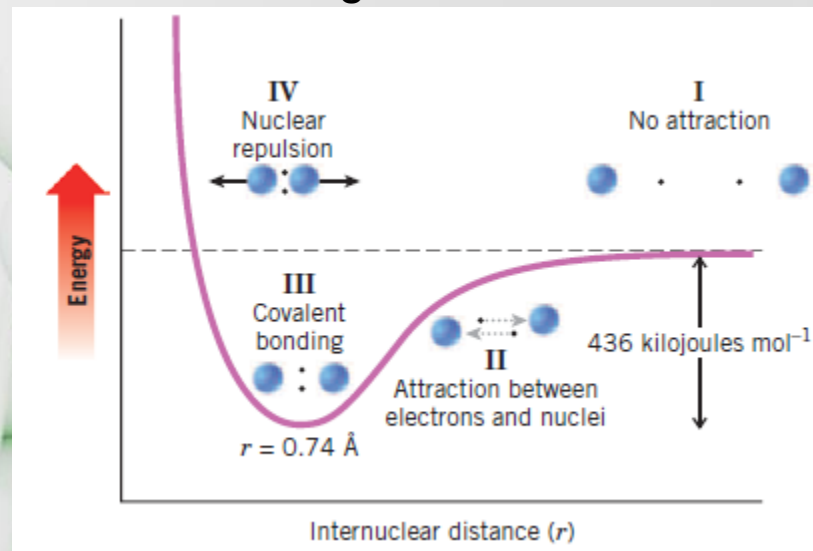 IV
Nuclear
repulsion
I
No attraction
Energy
III
Covalent
bonding
II
Attraction between
electrons and nuclei
436 kilojoules mol⁻¹
r = 0.74 Å
Internuclear distance (r)